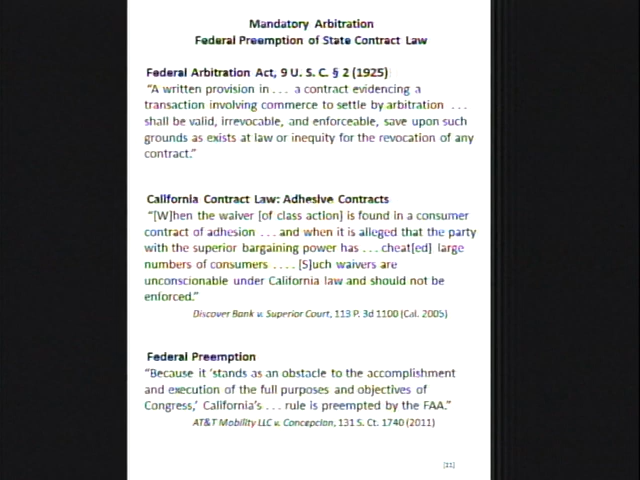 Mandatory Arbitration
Federal Preemption of State Contract Law
Federal Arbitration Act, 9 U. S. C. § 2 (1925)
"A written provision in . . . a contract evidencing a
transaction involving commerce to settle by arbitration . . .
shall be valid, irrevocable, and enforceable, save upon such
grounds as exists at law or inequity for the revocation of any
contract."
California Contract Law: Adhesive Contracts
"[W]hen the waiver [of class action] is found in a consumer
contract of adhesion . . . and when it is alleged that the party
with the superior bargaining power has . . . cheat[ed] large
numbers of consumers . . . . [S]uch waivers are
unconscionable under California law and should not be
enforced."
Discover Bank v. Superior Court, 113 P. 3d 1100 (Cal. 2005)
Federal Preemption
"Because it 'stands as an obstacle to the accomplishment
and execution of the full purposes and objectives of
Congress,' California's . . . rule is preempted by the FAA."
AT&T Mobility LLC v. Concepcion, 131 S. Ct. 1740 (2011)
[11]